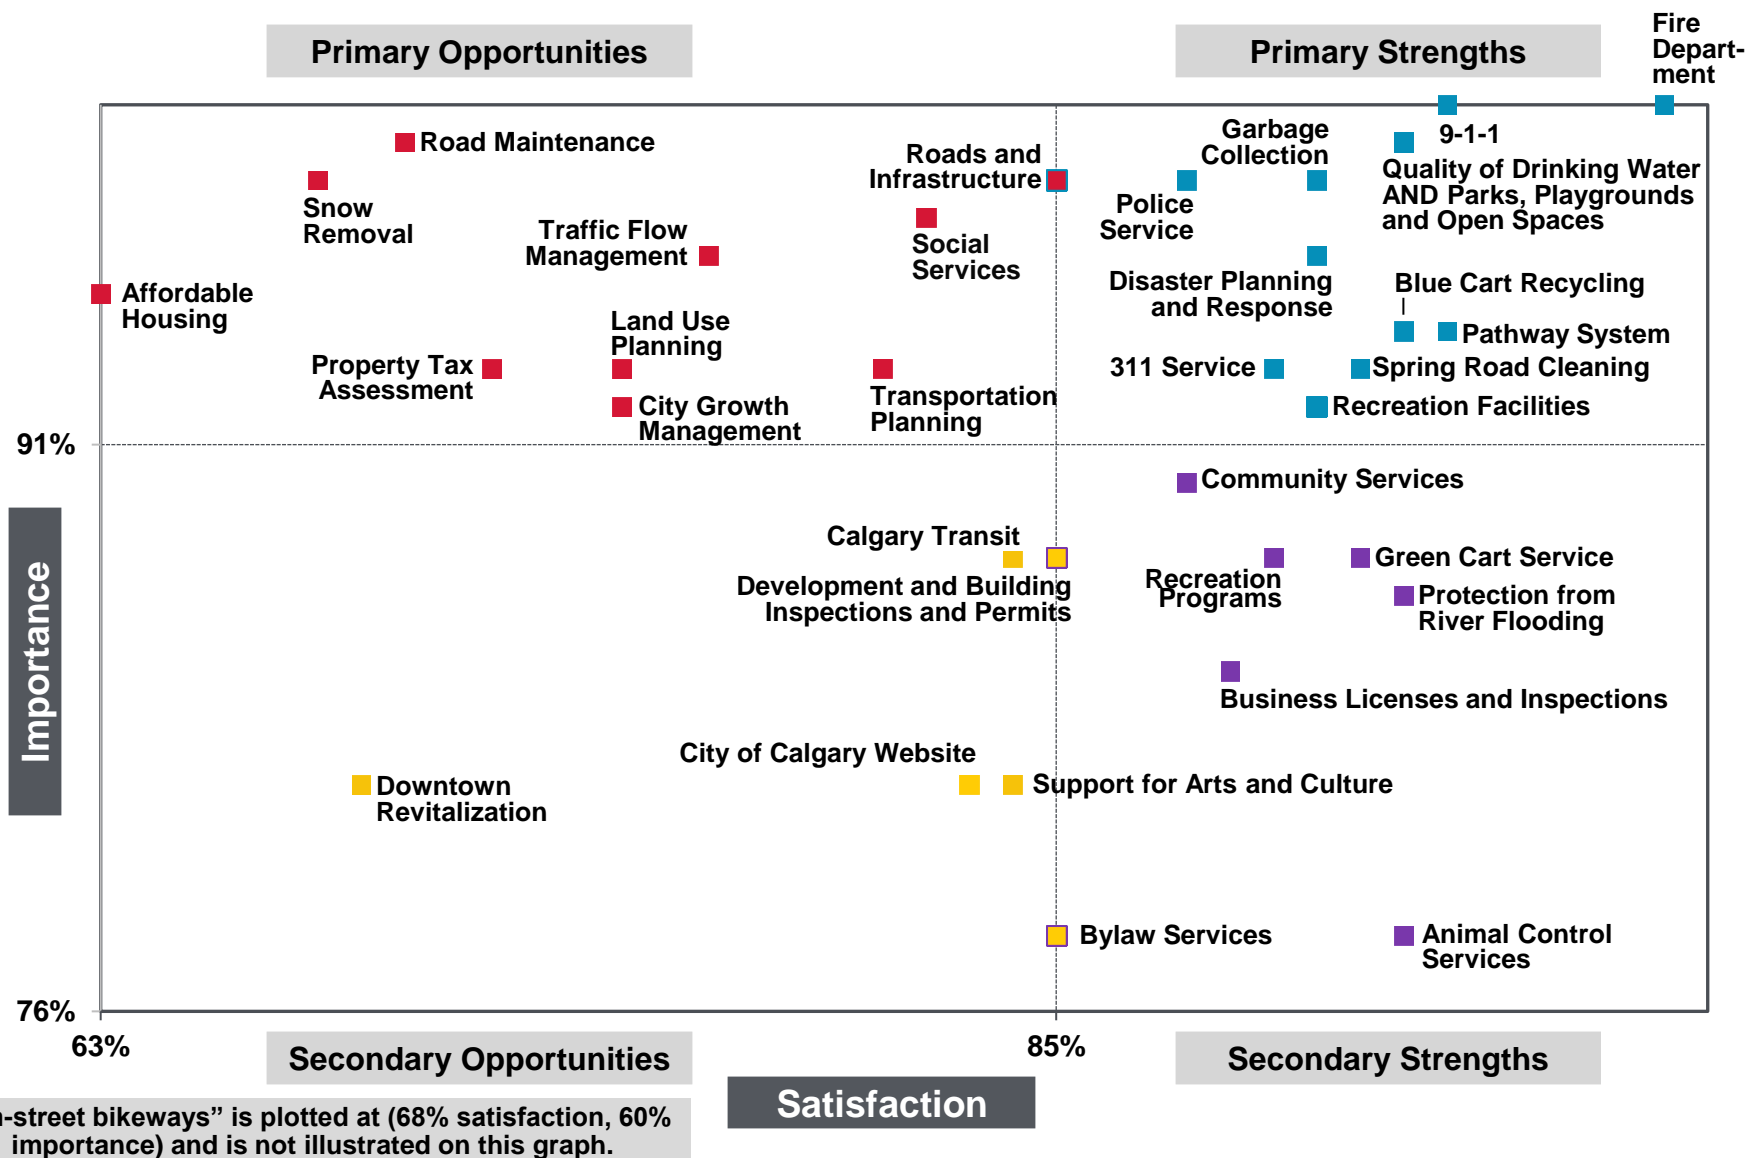 Primary Opportunities
Primary Strengths
Fire
Depart-
ment
Road Maintenance
Snow
Removal
Traffic Flow
Management
Roads and
Infrastructure
Social
Services
Garbage
Collection
Police
Service
9-1-1
Quality of Drinking Water
AND Parks, Playgrounds
and Open Spaces
Disaster Planning
and Response
Blue Cart Recycling
Pathway System
Affordable
Housing
Land Use
Planning
Property Tax
Assessment
City Growth
Management
Transportation
Planning
311 Service
Spring Road Cleaning
Recreation Facilities
91%
Community Services
Calgary Transit
Development and Building
Inspections and Permits
Recreation
Programs
Green Cart Service
Protection from
River Flooding
Business Licenses and Inspections
Importance
City of Calgary Website
Downtown
Revitalization
Support for Arts and Culture
Bylaw Services
Animal Control
Services
76%
63%
85%
Secondary Opportunities
Secondary Strengths
Satisfaction
-street bikeways” is plotted at (68% satisfaction, 60%
importance) and is not illustrated on this graph.